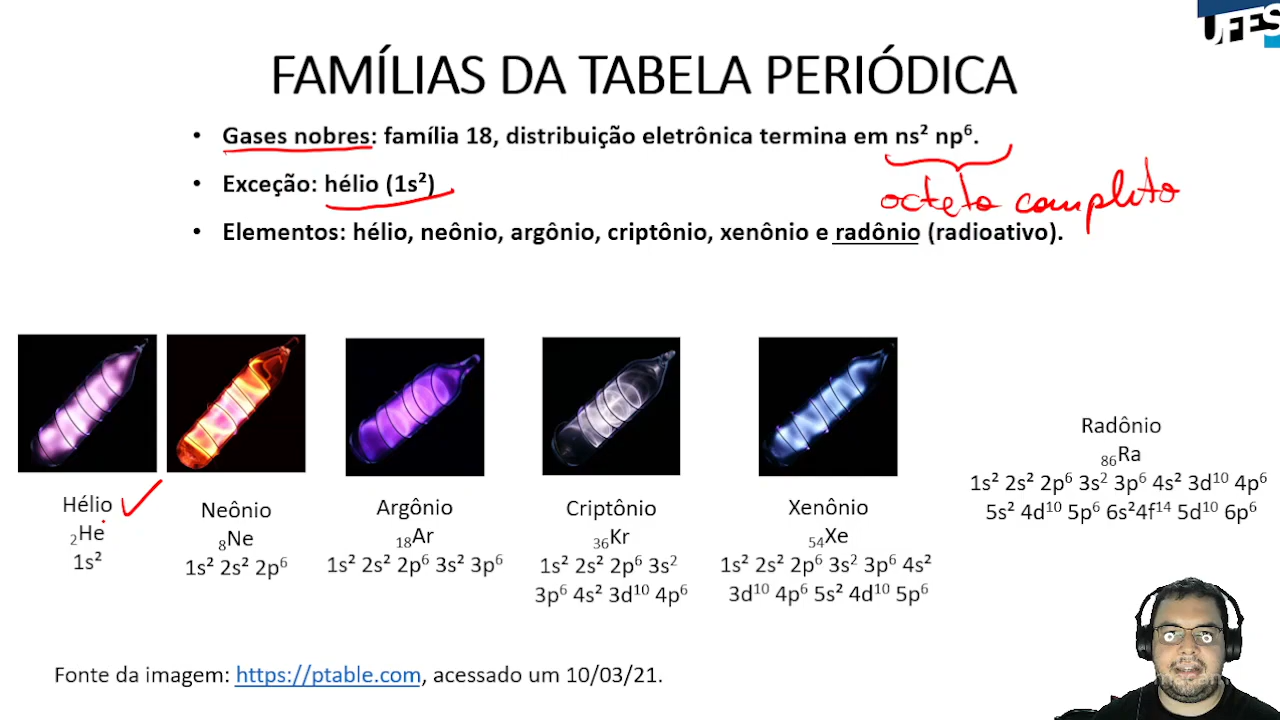 UFES
FAMÍLIAS DA TABELA PERIÓDICA
• Gases nobres: família 18, distribuição eletrônica termina em ns² np⁶.
• Exceção: hélio (1s²)
octeto completo
• Elementos: hélio, neônio, argônio, criptônio, xenônio e radônio (radioativo).
Hélio
₂He
1s²
Neônio
₈Ne
1s² 2s² 2p⁶
Argônio
₁₈Ar
1s² 2s² 2p⁶ 3s² 3p⁶
Criptônio
₃₆Kr
1s² 2s² 2p⁶ 3s²
3p⁶ 4s² 3d¹⁰ 4p⁶
Xenônio
₅₄Xe
1s² 2s² 2p⁶ 3s² 3p⁶ 4s²
3d¹⁰ 4p⁶ 5s² 4d¹⁰ 5p⁶
Radônio
₈₆Ra
1s² 2s² 2p⁶ 3s² 3p⁶ 4s² 3d¹⁰ 4p⁶
5s² 4d¹⁰ 5p⁶ 6s²4f¹⁴ 5d¹⁰ 6p⁶
Fonte da imagem: https://ptable.com, acessado um 10/03/21.